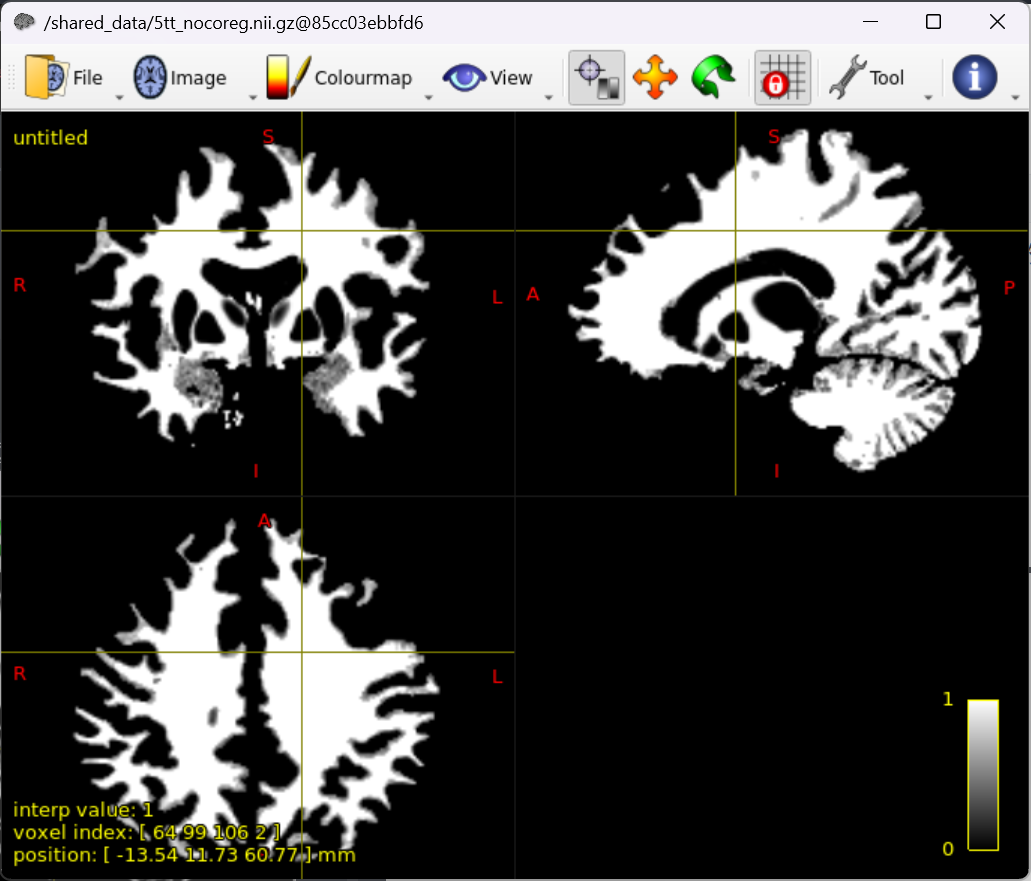 /shared_data/5tt_nocoreg.nii.gz@85cc03ebbfd6
File Image Colourmap View Tool
untitled
S S
R L A P
I I
A
R L
1
interp value: 1
voxel index: [ 64 99 106 2 ]
position: [ -13.54 11.73 60.77 ] mm
0